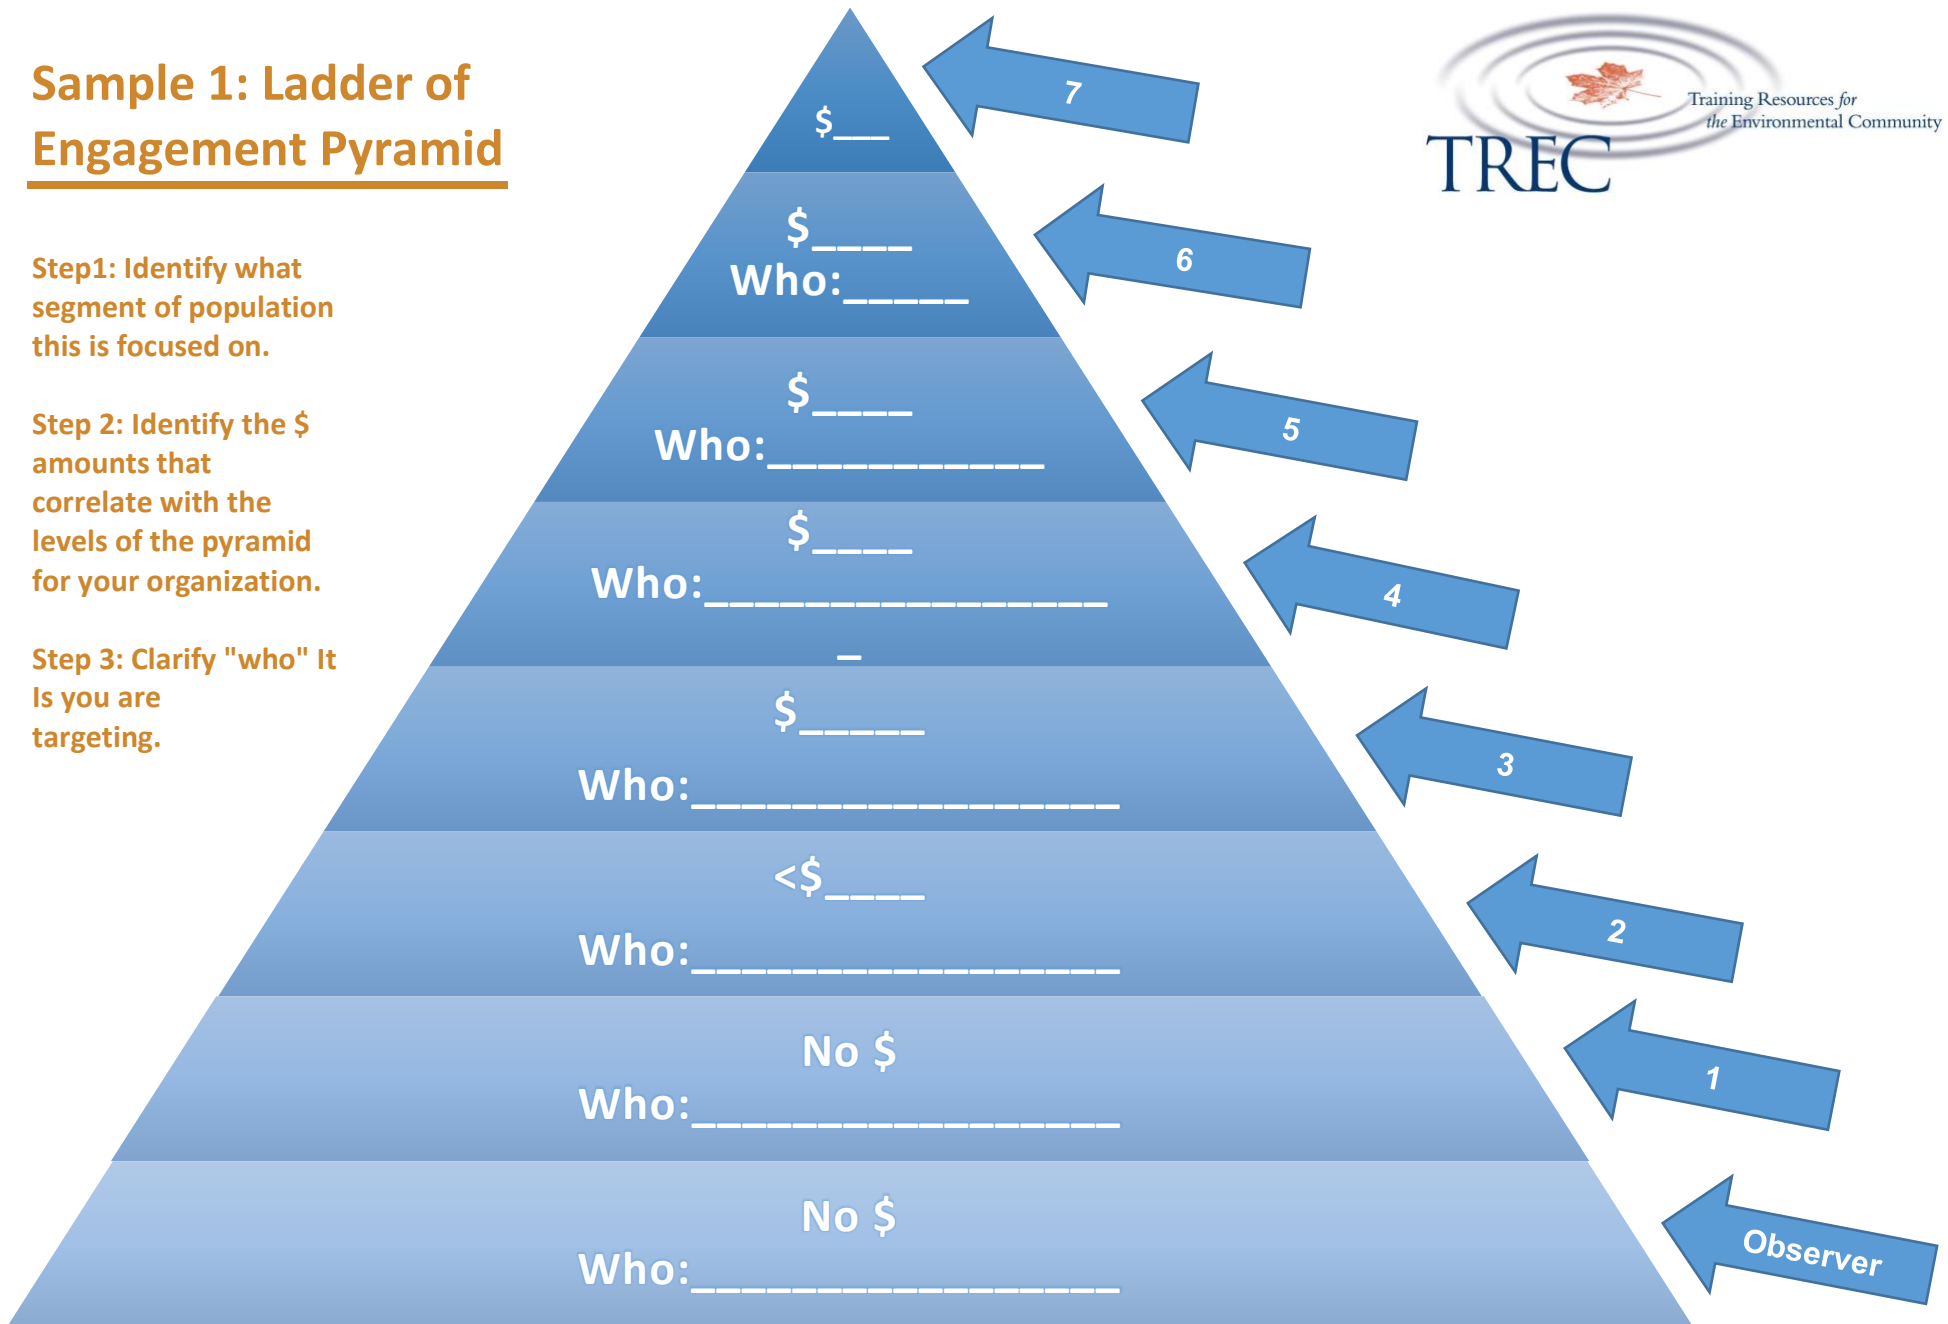 Sample 1: Ladder of
Engagement Pyramid
Step1: Identify what
segment of population
this is focused on.
Step 2: Identify the $
amounts that
correlate with the
levels of the pyramid
for your organization.
Step 3: Clarify "who" It
Is you are
targeting.
TREC
Training Resources for
the Environmental Community
$___
7
$____
Who:_____
6
$____
Who:___________
5
$____
Who:________________
_
4
$_____
Who:_________________
3
<$____
Who:_________________
2
No $
Who:_________________
1
No $
Who:_________________
Observer